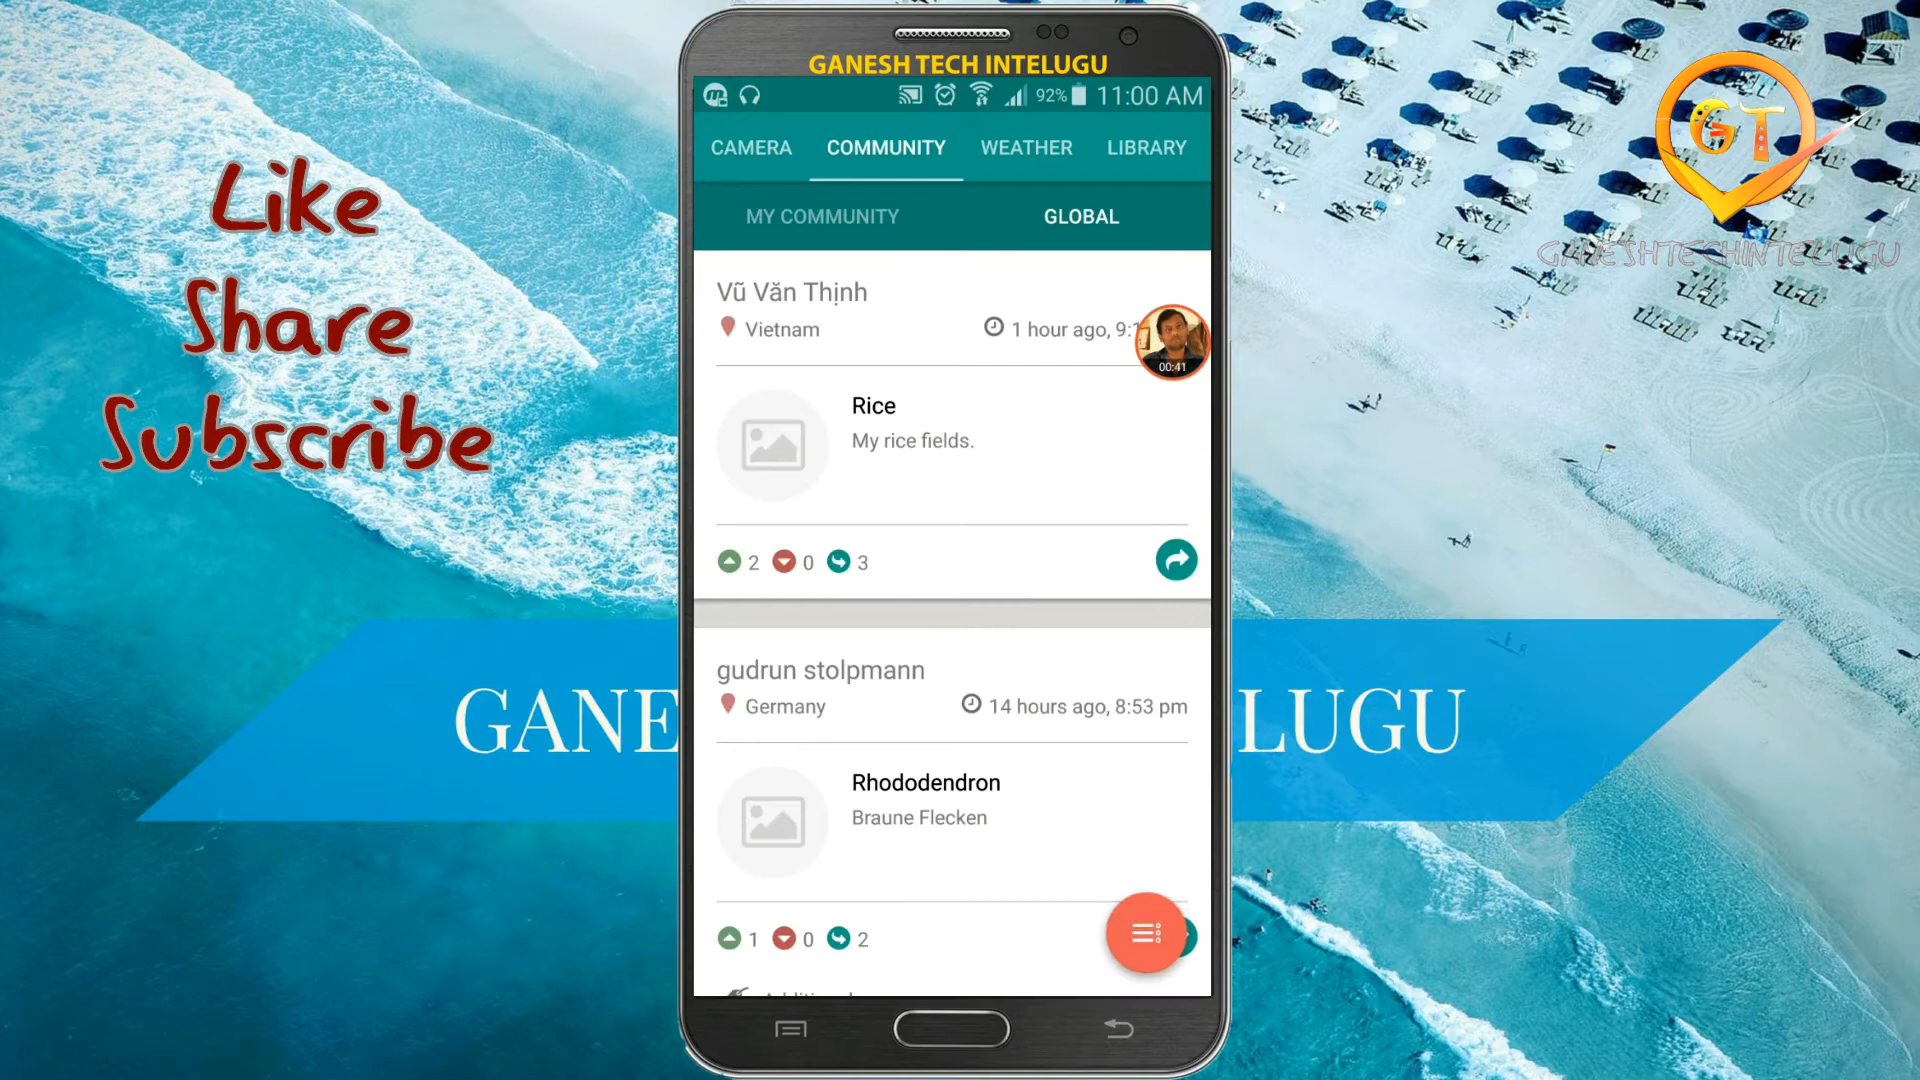 Like
Share
Subscribe
GANESH TECH INTELUGU
92% 11:00 AM
CAMERA COMMUNITY WEATHER LIBRARY
MY COMMUNITY GLOBAL
Vũ Văn Thịnh
Vietnam 1 hour ago,
00:41
Rice
My rice fields.
2 0 3
gudrun stolpmann
Germany 14 hours ago, 8:53 pm
Rhododendron
Braune Flecken
1 0 2
GT
GANESHTECHINTELUGU
GANE LUGU